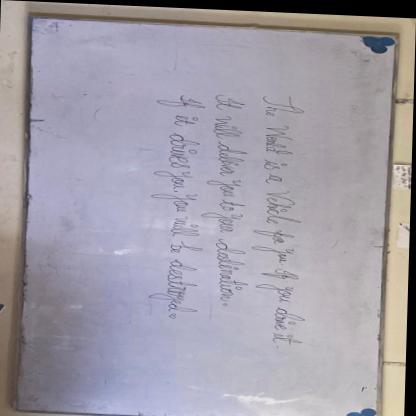 The World is a Vehicle for you If you drive it.
It will deliver you to your destination.
If it drives you, you will be destroyed.